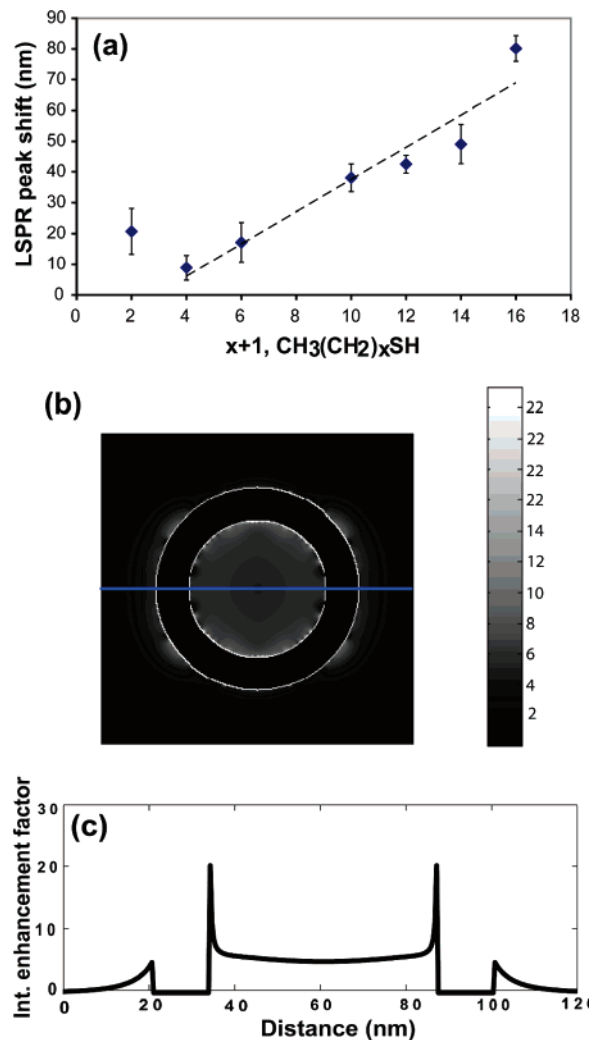 (a)
LSPR peak shift (nm)
90
80
70
60
50
40
30
20
10
0
0 2 4 6 8 10 12 14 16 18
x+1, CH3(CH2)xSH
(b)
22
22
22
14
12
10
8
6
4
2
(c)
Int. enhancement factor
30
20
10
0
0 20 40 60 80 100 120
Distance (nm)